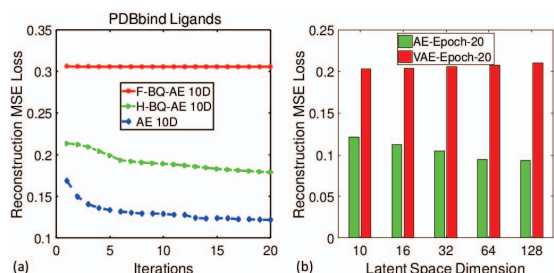 PDBbind Ligands
0.35
0.3
0.25
0.2
0.15
0.1
Reconstruction MSE Loss
F-BQ-AE 10D
H-BQ-AE 10D
AE 10D
0
5
10
15
20
(a)
Iterations
0.3
0.25
0.2
0.15
0.1
0.05
0
Reconstruction MSE Loss
AE-Epoch-20
VAE-Epoch-20
10
16
32
64
128
(b)
Latent Space Dimension